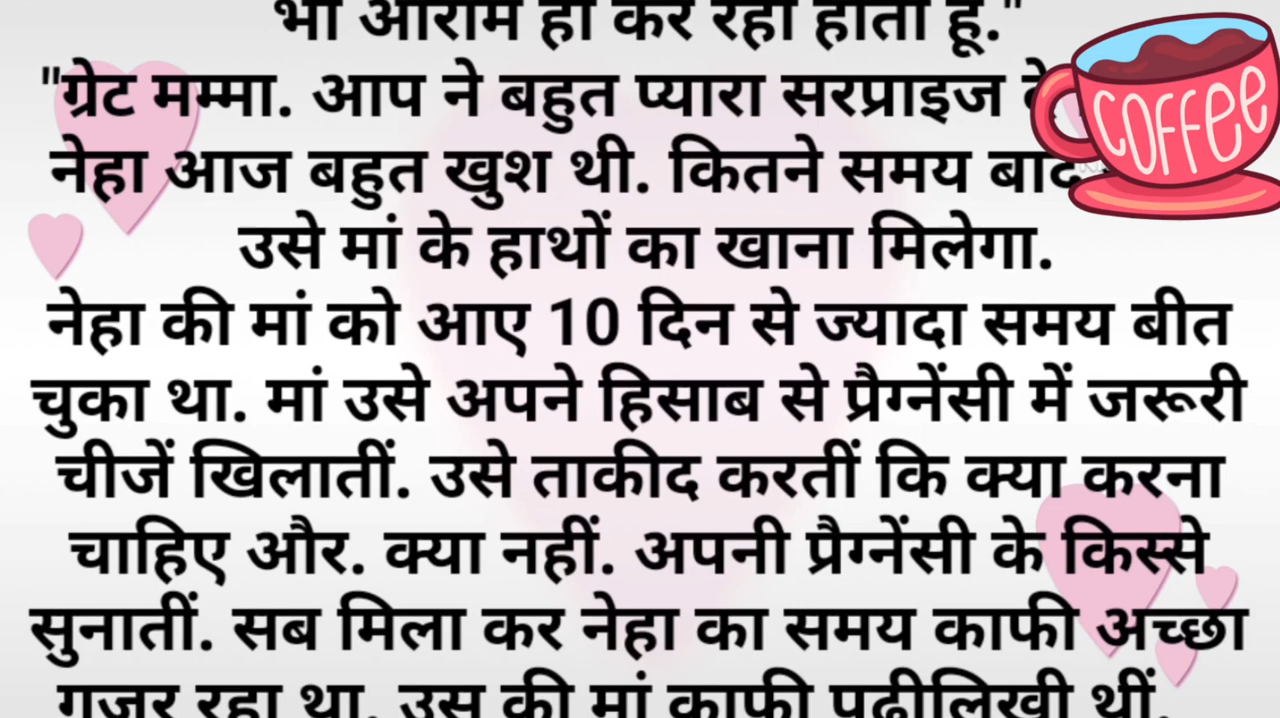 भी आराम ही कर रही होती हूं."
"ग्रेट मम्मा. आप ने बहुत प्यारा सरप्राइज
नेहा आज बहुत खुश थी. कितने समय बाद
उसे मां के हाथों का खाना मिलेगा.
नेहा की मां को आए 10 दिन से ज्यादा समय बीत
चुका था. मां उसे अपने हिसाब से प्रैग्नेंसी में जरूरी
चीजें खिलातीं. उसे ताकीद करतीं कि क्या करना
चाहिए और. क्या नहीं. अपनी प्रैग्नेंसी के किस्से
सुनातीं. सब मिला कर नेहा का समय काफी अच्छा
गुजर रहा था. उस की मां काफी पढ़ीलिखी थीं.
COFFee